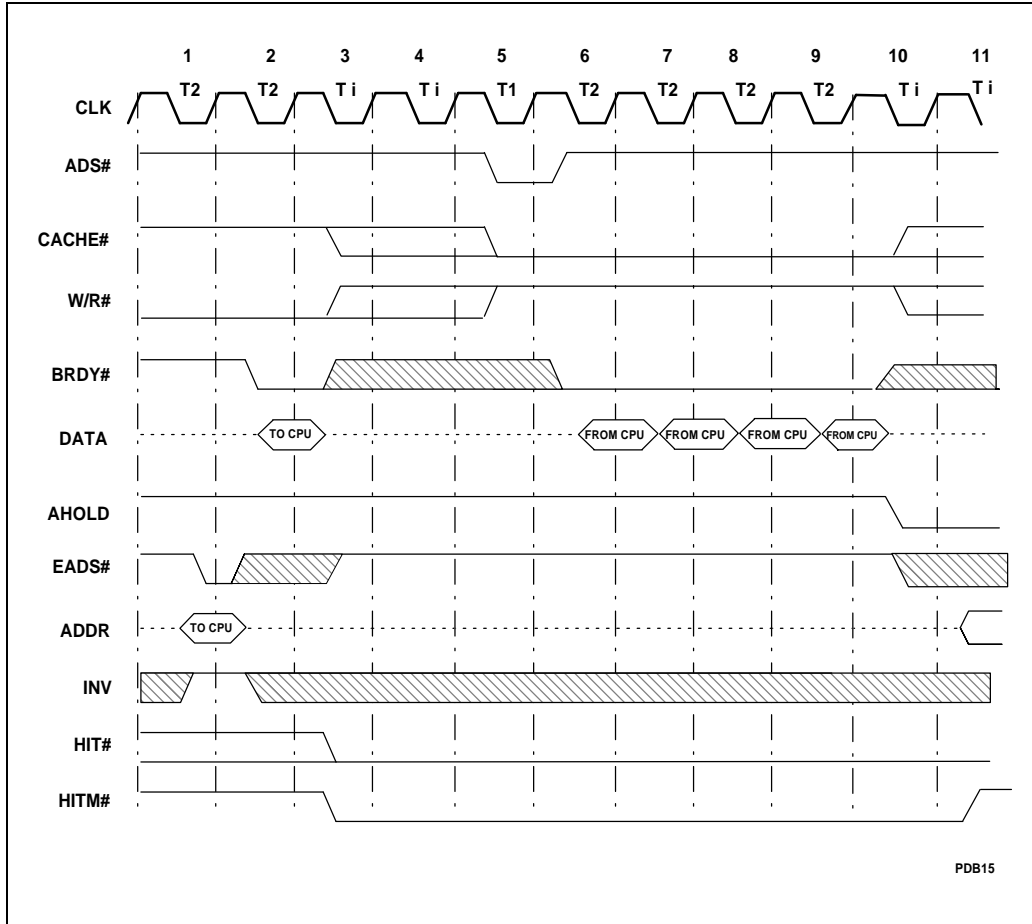 1 2 3 4 5 6 7 8 9 10 11
T2 T2 T i T i T1 T2 T2 T2 T2 T i T i
CLK
ADS#
CACHE#
W/R#
BRDY#
DATA TO CPU FROM CPU FROM CPU FROM CPU FROM CPU
AHOLD
EADS#
ADDR TO CPU
INV
HIT#
HITM#
PDB15